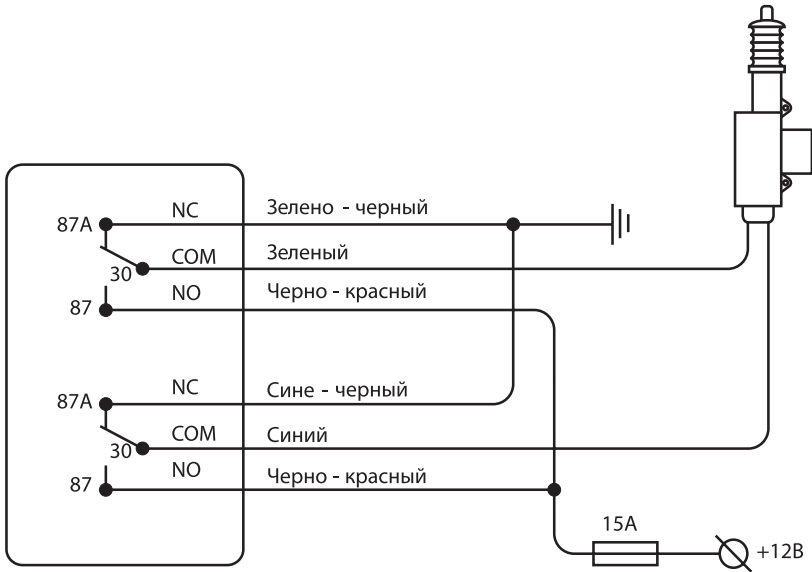 87A NC Зелено - черный
30 COM Зеленый
87 NO Черно - красный
87A NC Сине - черный
30 COM Синий
87 NO Черно - красный
15А
+12В